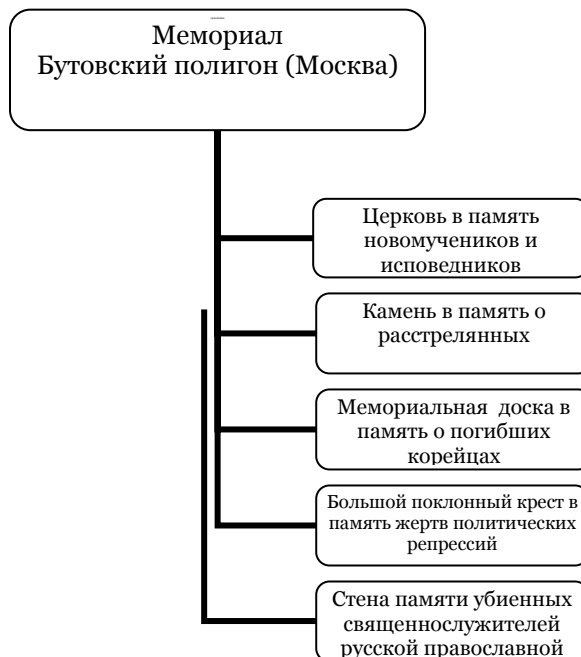 Мемориал
Бутовский полигон (Москва)
Церковь в память
новомучеников и
исповедников
Камень в память о
расстрелянных
Мемориальная доска в
память о погибших
корейцах
Большой поклонный крест в
память жертв политических
репрессий
Стена памяти убиенных
священнослужителей
русской православной